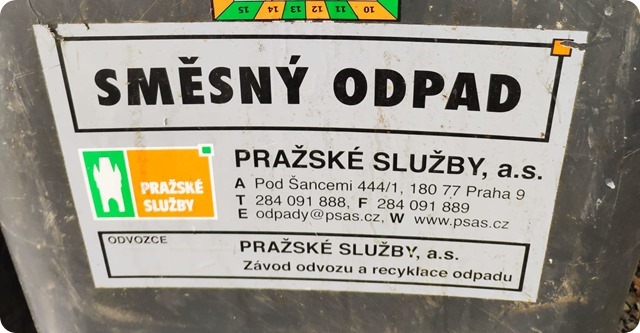 15 14 13 12 11 10
SMĚSNÝ ODPAD
PRAŽSKÉ
SLUŽBY
PRAŽSKÉ SLUŽBY, a.s.
A Pod Šancemi 444/1, 180 77 Praha 9
T 284 091 888, F 284 091 889
E odpady@psas.cz, W www.psas.cz
ODVOZCE
PRAŽSKÉ SLUŽBY, a.s.
Závod odvozu a recyklace odpadu